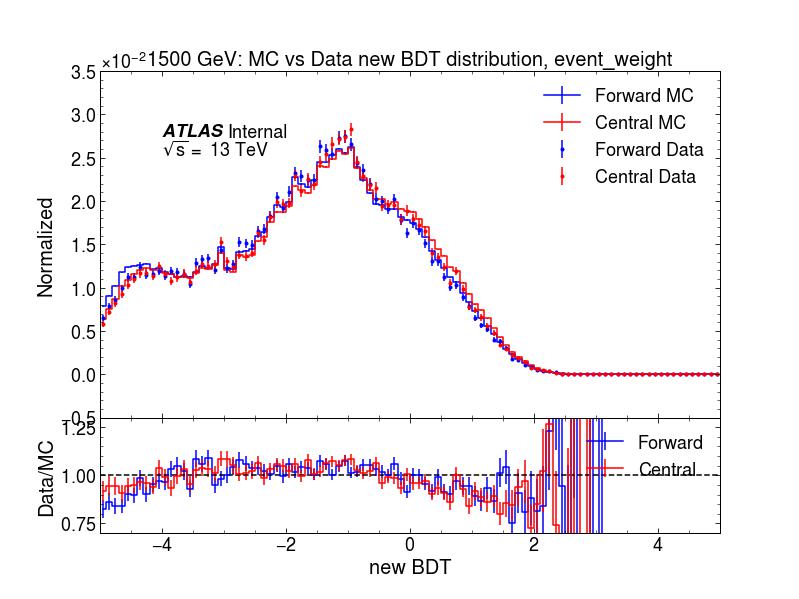 ×10⁻²1500 GeV: MC vs Data new BDT distribution, event_weight
3.5
3.0
2.5
2.0
1.5
1.0
0.5
0.0
0.5
Normalized
ATLAS Internal
√s = 13 TeV
Forward MC
Central MC
Forward Data
Central Data
1.25
1.00
0.75
Data/MC
Forward
Central
−4
−2
0
2
4
new BDT